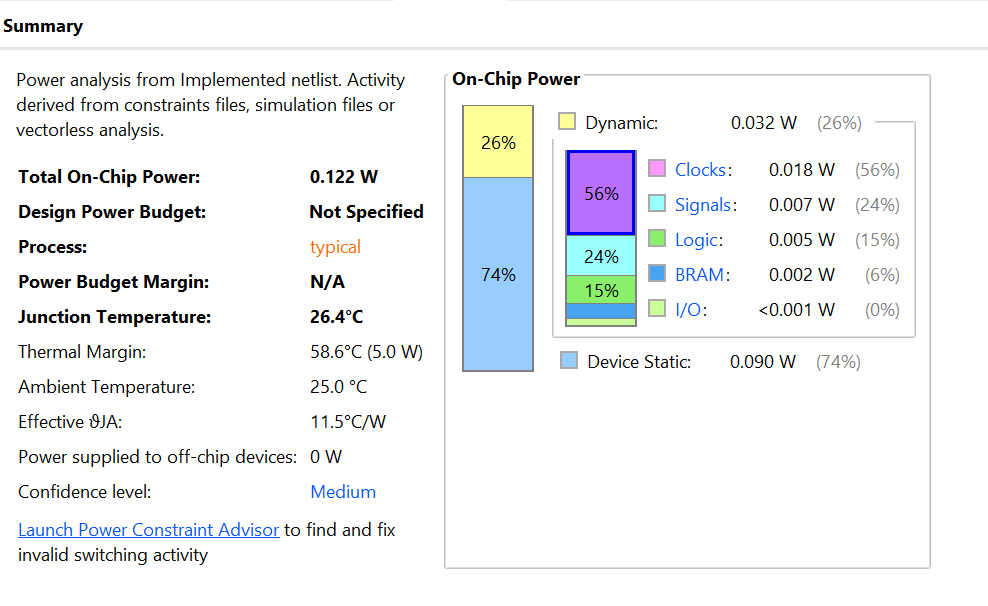 Summary
Power analysis from Implemented netlist. Activity
derived from constraints files, simulation files or
vectorless analysis.
Total On-Chip Power: 0.122 W
Design Power Budget: Not Specified
Process: typical
Power Budget Margin: N/A
Junction Temperature: 26.4°C
Thermal Margin: 58.6°C (5.0 W)
Ambient Temperature: 25.0 °C
Effective ϑJA: 11.5°C/W
Power supplied to off-chip devices: 0 W
Confidence level: Medium
Launch Power Constraint Advisor to find and fix
invalid switching activity
On-Chip Power
26%
74%
Dynamic: 0.032 W (26%)
56%
24%
15%
Clocks: 0.018 W (56%)
Signals: 0.007 W (24%)
Logic: 0.005 W (15%)
BRAM: 0.002 W (6%)
I/O: <0.001 W (0%)
Device Static: 0.090 W (74%)